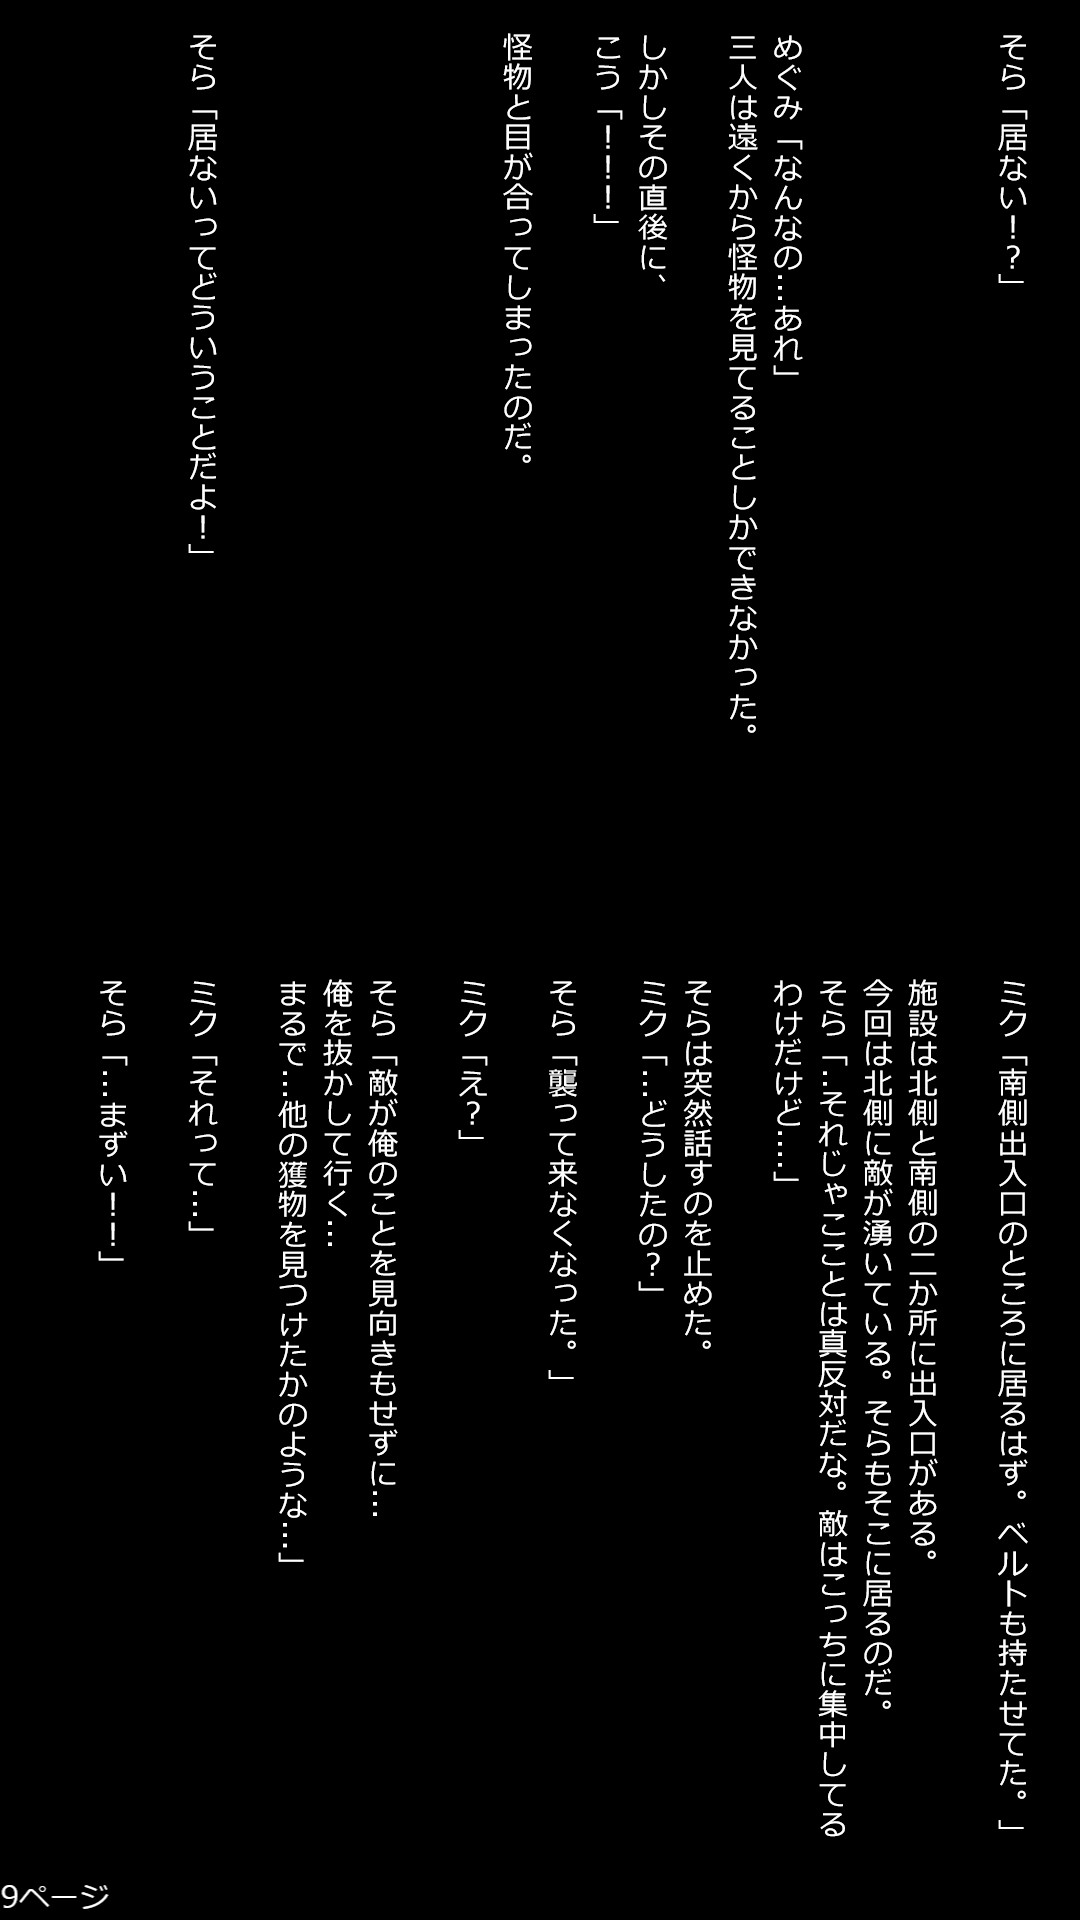 そら「居ない！？」
めぐみ「なんなの…あれ」
三人は遠くから怪物を見てることしかできなかった。
しかしその直後に、
こう「！！！」
怪物と目が合ってしまったのだ。
そら「居ないってどういうことだよ！」
ミク「南側出入口のところに居るはず。ベルトも持たせてた。」
施設は北側と南側の二か所に出入口がある。
今回は北側に敵が湧いている。そらもそこに居るのだ。
そら「…それじゃこことは真反対だな。敵はこっちに集中してる
わけだけど……」
そらは突然話すのを止めた。
ミク「…どうしたの？」
そら「襲って来なくなった。」
ミク「え？」
そら「敵が俺のことを見向きもせずに…
俺を抜かして行く…
まるで…他の獲物を見つけたかのような…」
ミク「それって…」
そら「…まずい！！」
9ページ